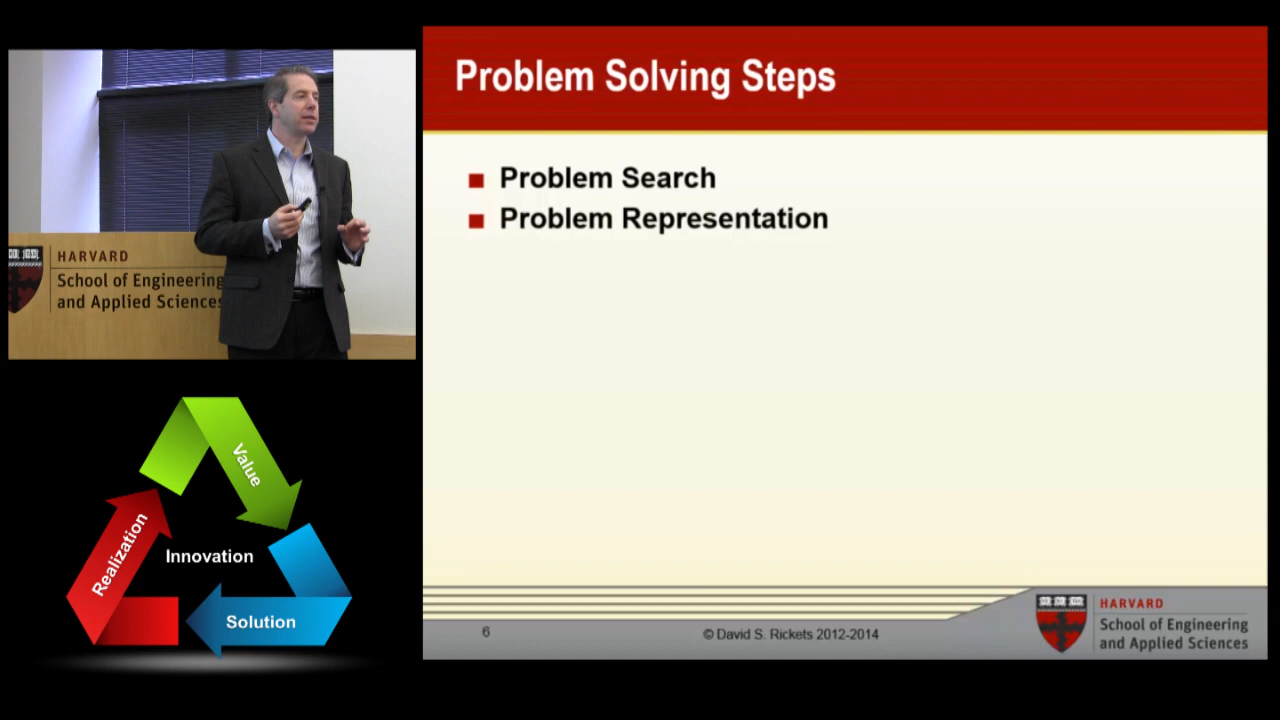 HARVARD
School of Engineering
and Applied Sciences
Value
Realization
Innovation
Solution
Problem Solving Steps
Problem Search
Problem Representation
6
© David S. Rickets 2012-2014
HARVARD
School of Engineering
and Applied Sciences